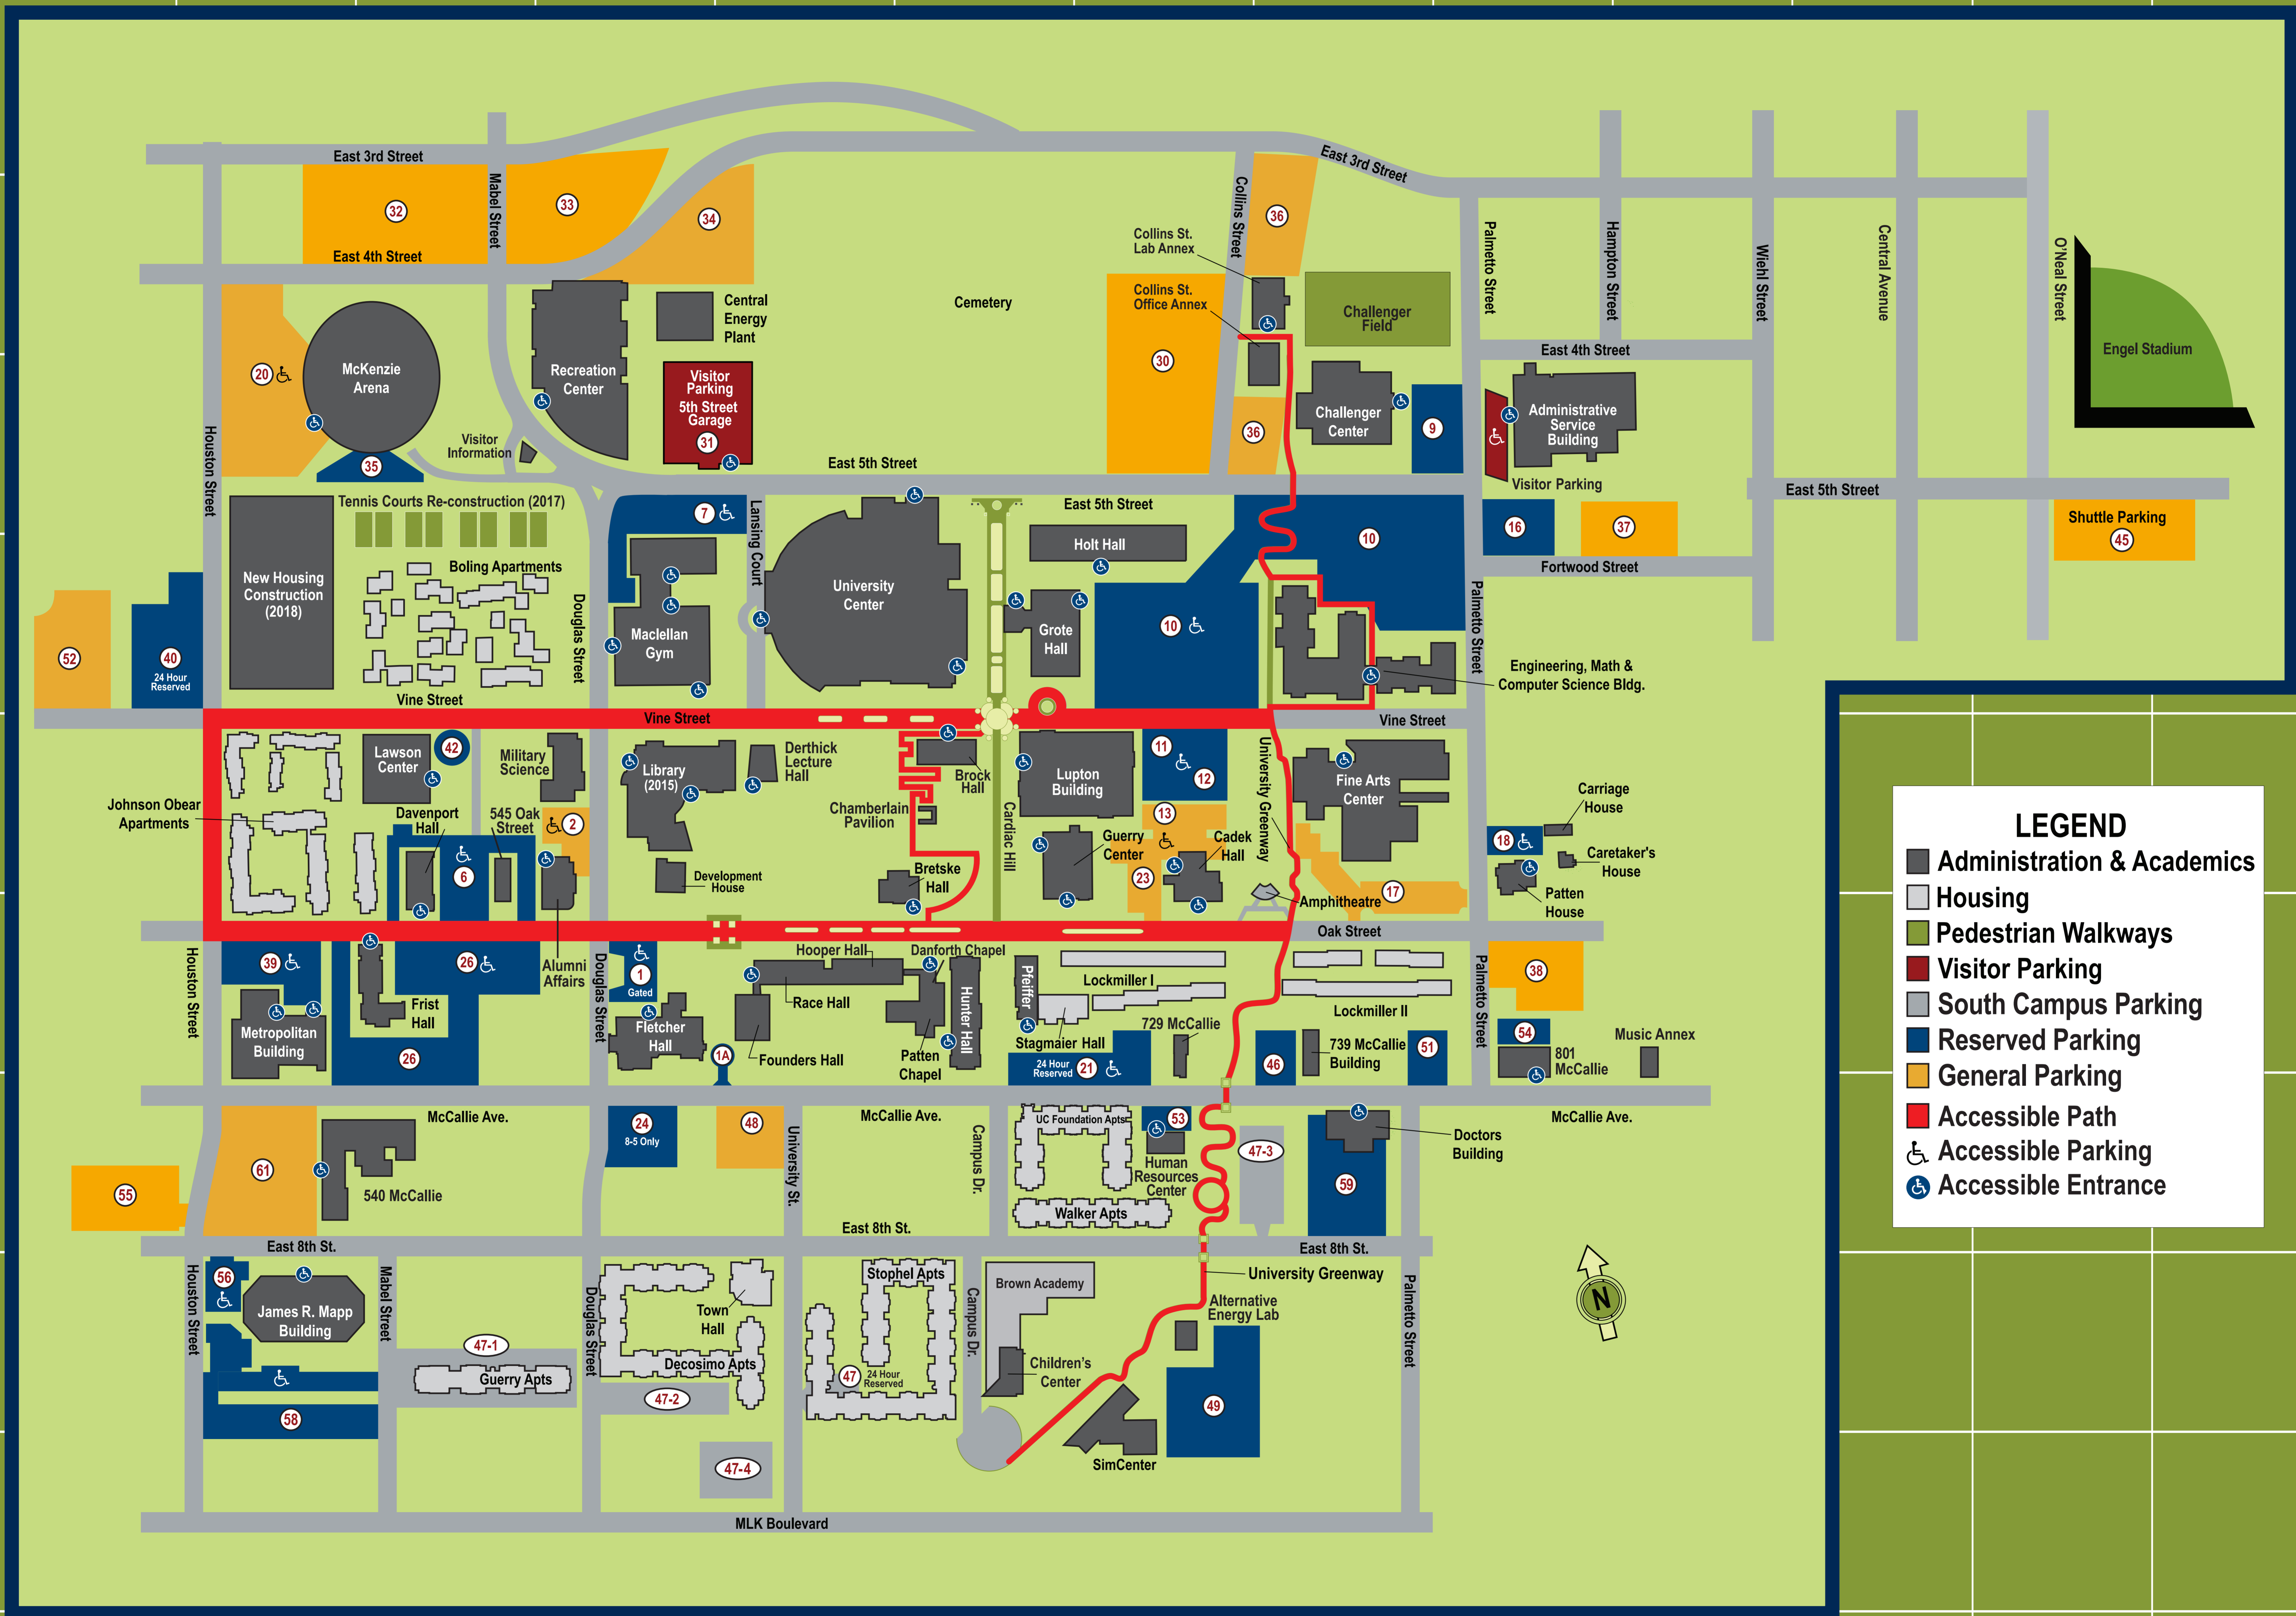 East 3rd Street
East 3rd Street
32
33
34
Mabel Street
Collins Street
36
East 4th Street
Collins St.
Lab Annex
Palmetto Street
Hampton Street
Wiehl Street
Central Avenue
O'Neal Street
Cemetery
Collins St.
Office Annex
Central
Energy
Plant
Challenger
Field
East 4th Street
Engel Stadium
20
McKenzie
Arena
Recreation
Center
Visitor
Parking
5th Street
Garage
31
30
36
Challenger
Center
9
Administrative
Service
Building
Visitor Parking
Houston Street
Visitor
Information
35
East 5th Street
East 5th Street
East 5th Street
Tennis Courts Re-construction (2017)
7
Lansing Court
Holt Hall
10
16
37
Shuttle Parking
45
Fortwood Street
New Housing
Construction
(2018)
Boling Apartments
Douglas Street
University
Center
Maclellan
Gym
Grote
Hall
10
Palmetto Street
52
40
24 Hour
Reserved
Engineering, Math &
Computer Science Bldg.
Vine Street
Vine Street
Vine Street
Lawson
Center
42
Military
Science
Library
(2015)
Derthick
Lecture
Hall
Brock
Hall
Lupton
Building
11
12
University Greenway
Fine Arts
Center
Johnson Obear
Apartments
Davenport
Hall
545 Oak
Street
2
Chamberlain
Pavilion
Cardiac Hill
13
Guerry
Center
Cadek
Hall
Carriage
House
18
Caretaker's
House
6
Development
House
Bretske
Hall
23
Amphitheatre
17
Patten
House
Oak Street
Houston Street
39
26
Alumni
Affairs
Douglas Street
1
Gated
Hooper Hall
Danforth Chapel
Race Hall
Hunter Hall
Pfeiffer
Lockmiller I
Lockmiller II
Palmetto Street
38
Frist
Hall
Metropolitan
Building
26
Fletcher
Hall
1A
Founders Hall
Patten
Chapel
Stagmaier Hall
729 McCallie
24 Hour
Reserved
21
46
739 McCallie
Building
51
54
801
McCallie
Music Annex
McCallie Ave.
McCallie Ave.
McCallie Ave.
24
8-5 Only
48
University St.
Campus Dr.
UC Foundation Apts
53
Human
Resources
Center
47-3
Doctors
Building
59
55
61
540 McCallie
Walker Apts
East 8th St.
East 8th St.
East 8th St.
Houston Street
56
James R. Mapp
Building
Mabel Street
Douglas Street
Town
Hall
Stophel Apts
Campus Dr.
Brown Academy
University Greenway
Alternative
Energy Lab
Palmetto Street
47-1
Guerry Apts
Decosimo Apts
47
24 Hour
Reserved
Children's
Center
58
47-2
49
47-4
SimCenter
MLK Boulevard
N
LEGEND
Administration & Academics
Housing
Pedestrian Walkways
Visitor Parking
South Campus Parking
Reserved Parking
General Parking
Accessible Path
Accessible Parking
Accessible Entrance